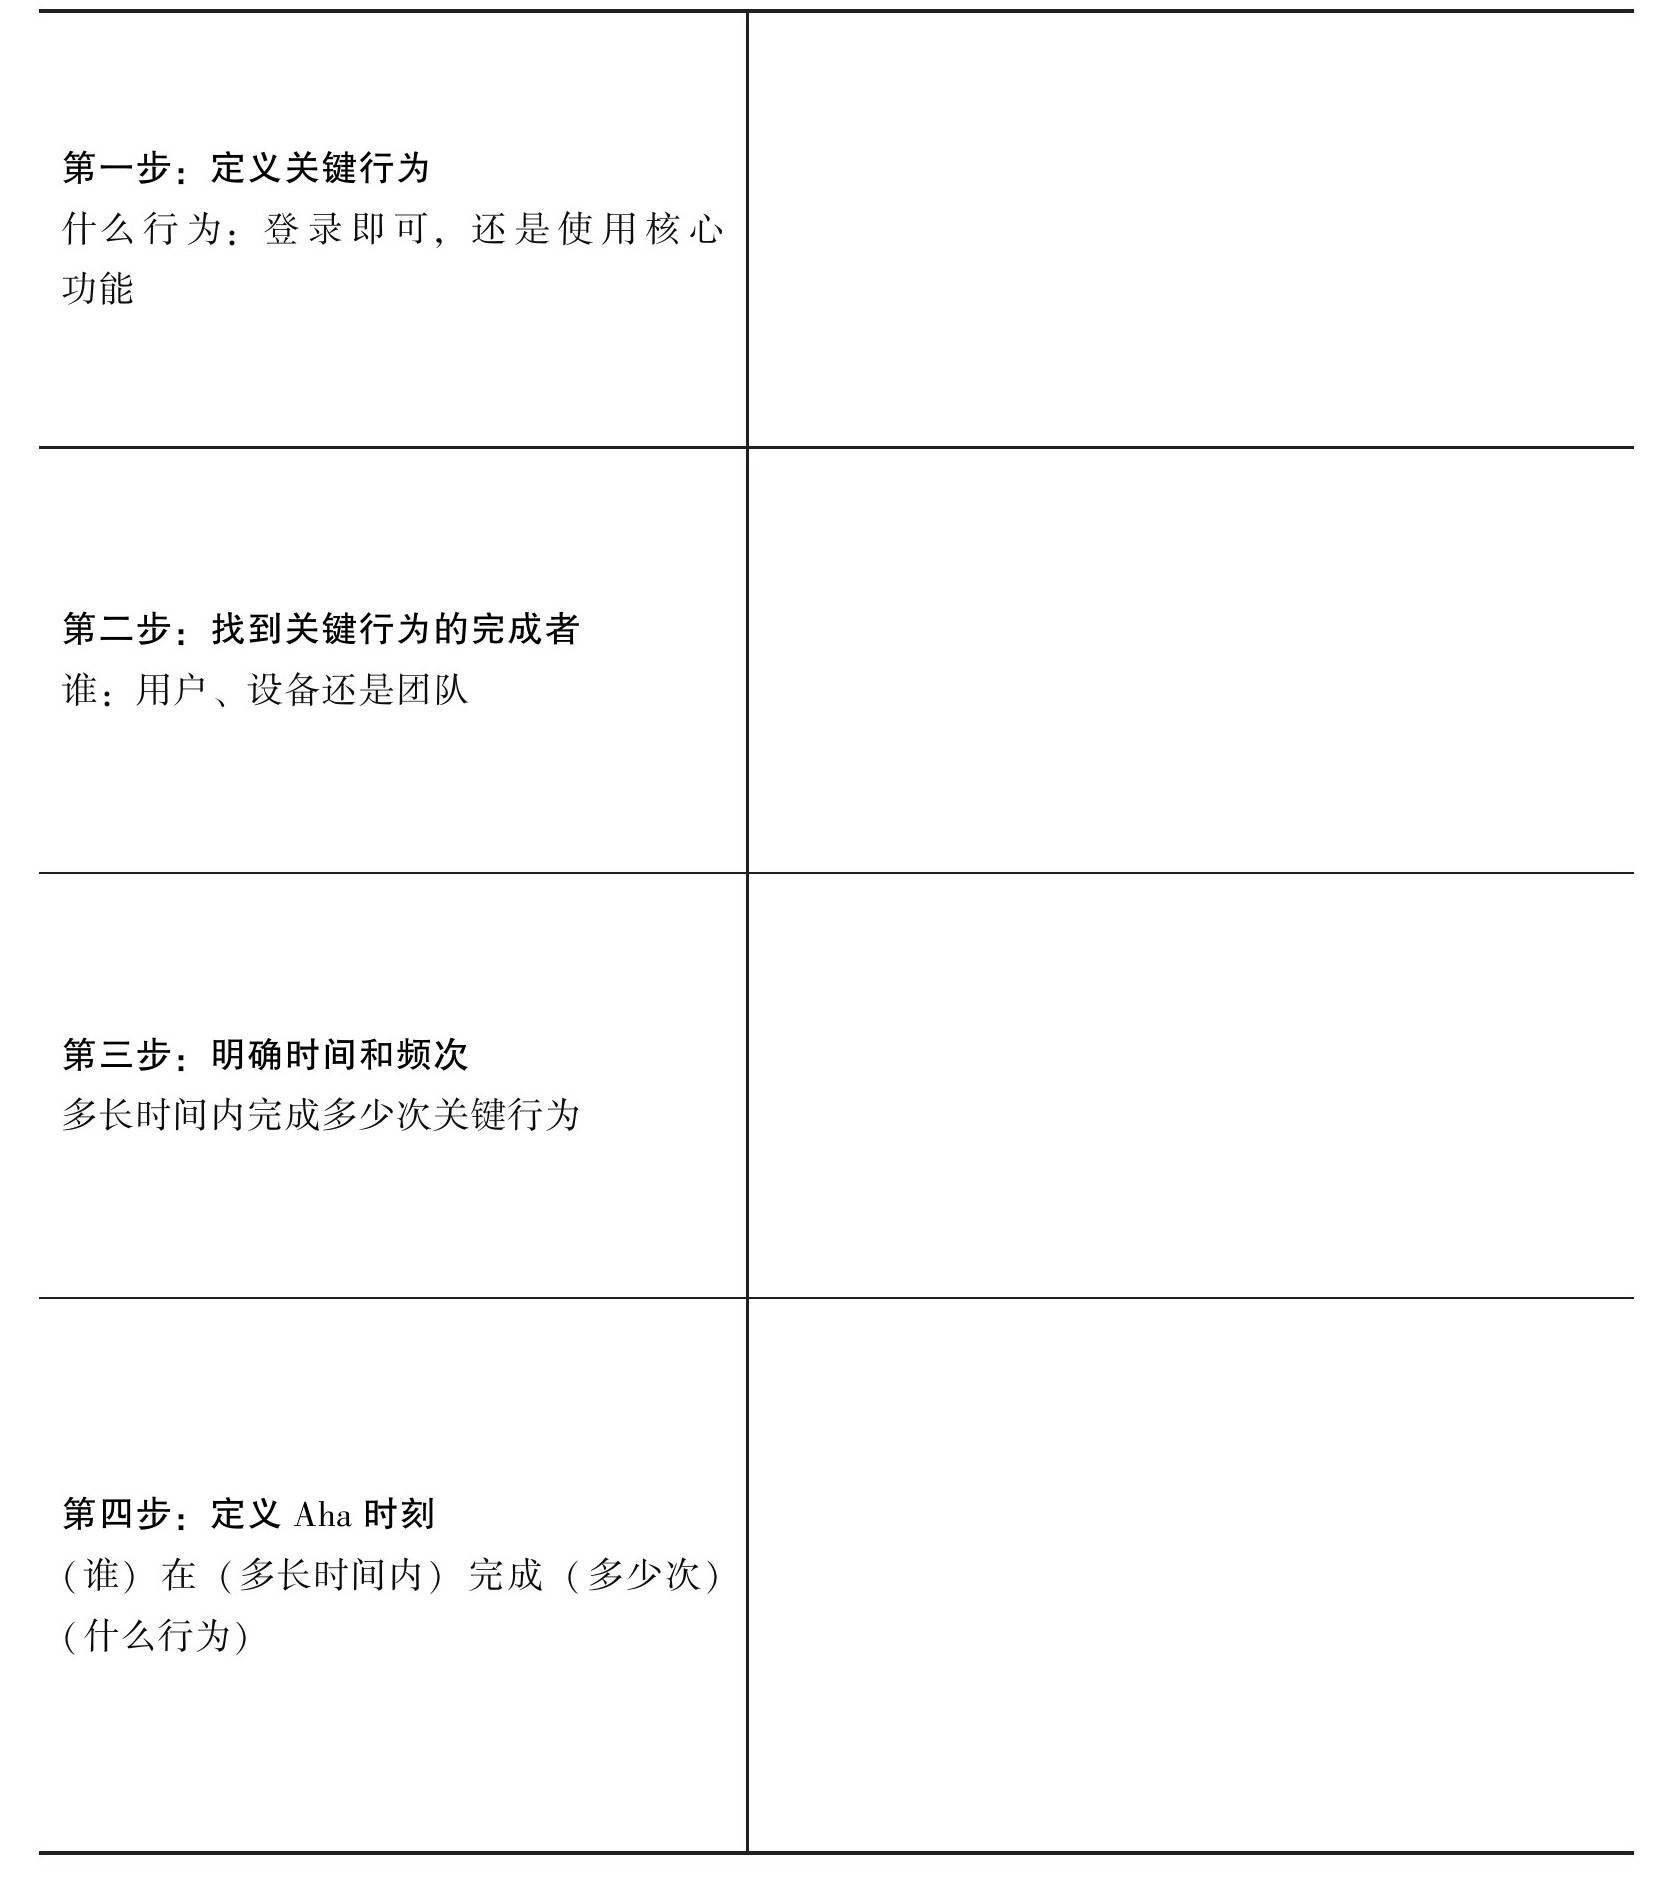 第一步：定义关键行为
什么行为：登录即可，还是使用核心
功能
第二步：找到关键行为的完成者
谁：用户、设备还是团队
第三步：明确时间和频次
多长时间内完成多少次关键行为
第四步：定义 Aha 时刻
（谁）在（多长时间内）完成（多少次）
（什么行为）